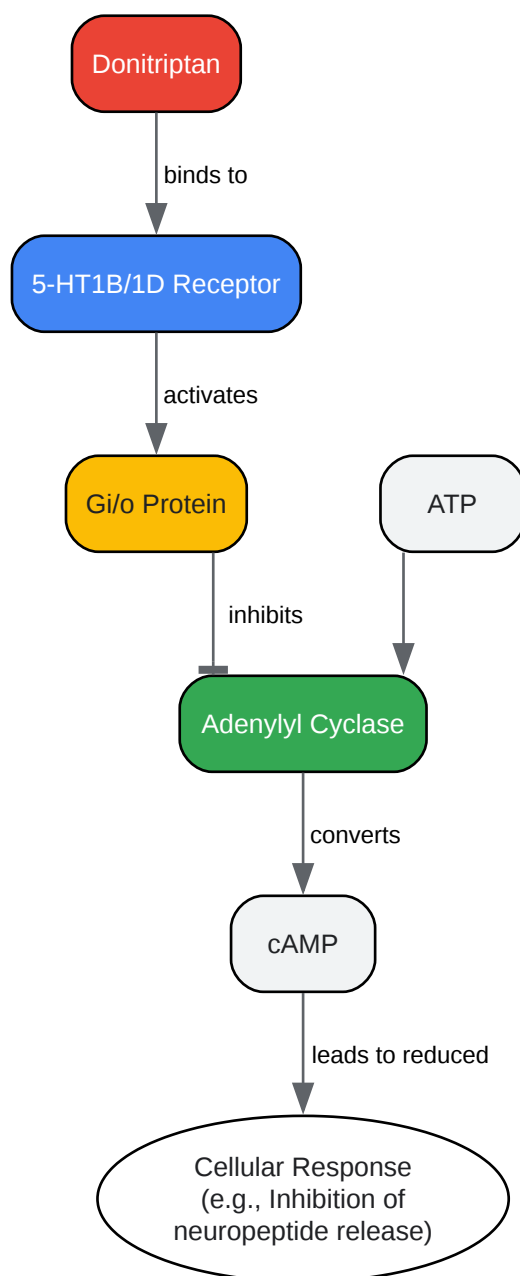 Donitriptan
binds to
5-HT1B/1D Receptor
activates
Gi/o Protein
ATP
inhibits
Adenylyl Cyclase
converts
cAMP
leads to reduced
Cellular Response
(e.g., Inhibition of
neuropeptide release)